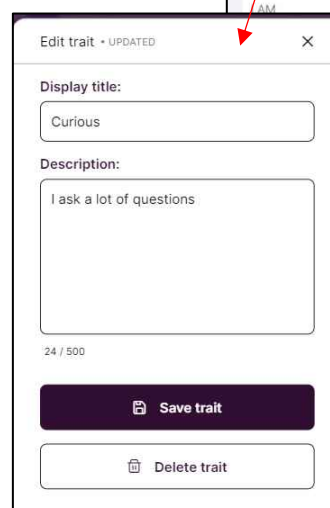 AM
Edit trait • UPDATED
Display title:
Curious
Description:
I ask a lot of questions
24 / 500
Save trait
Delete trait